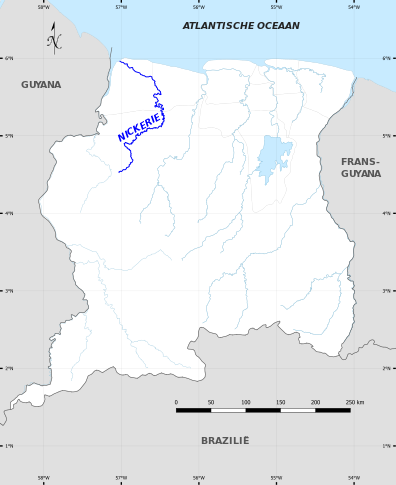 58°W 57°W 56°W 55°W 54°W
ATLANTISCHE OCEAAN
N
6°N 6°N
GUYANA
NICKERIE
5°N 5°N
FRANS-
GUYANA
4°N 4°N
3°N 3°N
2°N 2°N
0 50 100 150 200 250 km
BRAZILIË
1°N 1°N
58°W 57°W 56°W 55°W 54°W